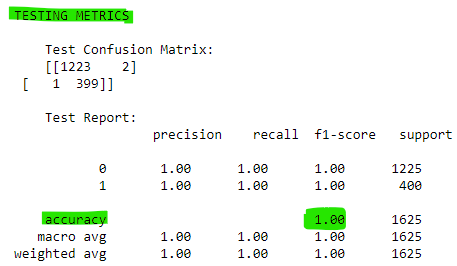 TESTING METRICS
Test Confusion Matrix:
[[1223 2]
[ 1 399]]
Test Report:
precision recall f1-score support
0 1.00 1.00 1.00 1225
1 1.00 1.00 1.00 400
accuracy 1.00 1625
macro avg 1.00 1.00 1.00 1625
weighted avg 1.00 1.00 1.00 1625